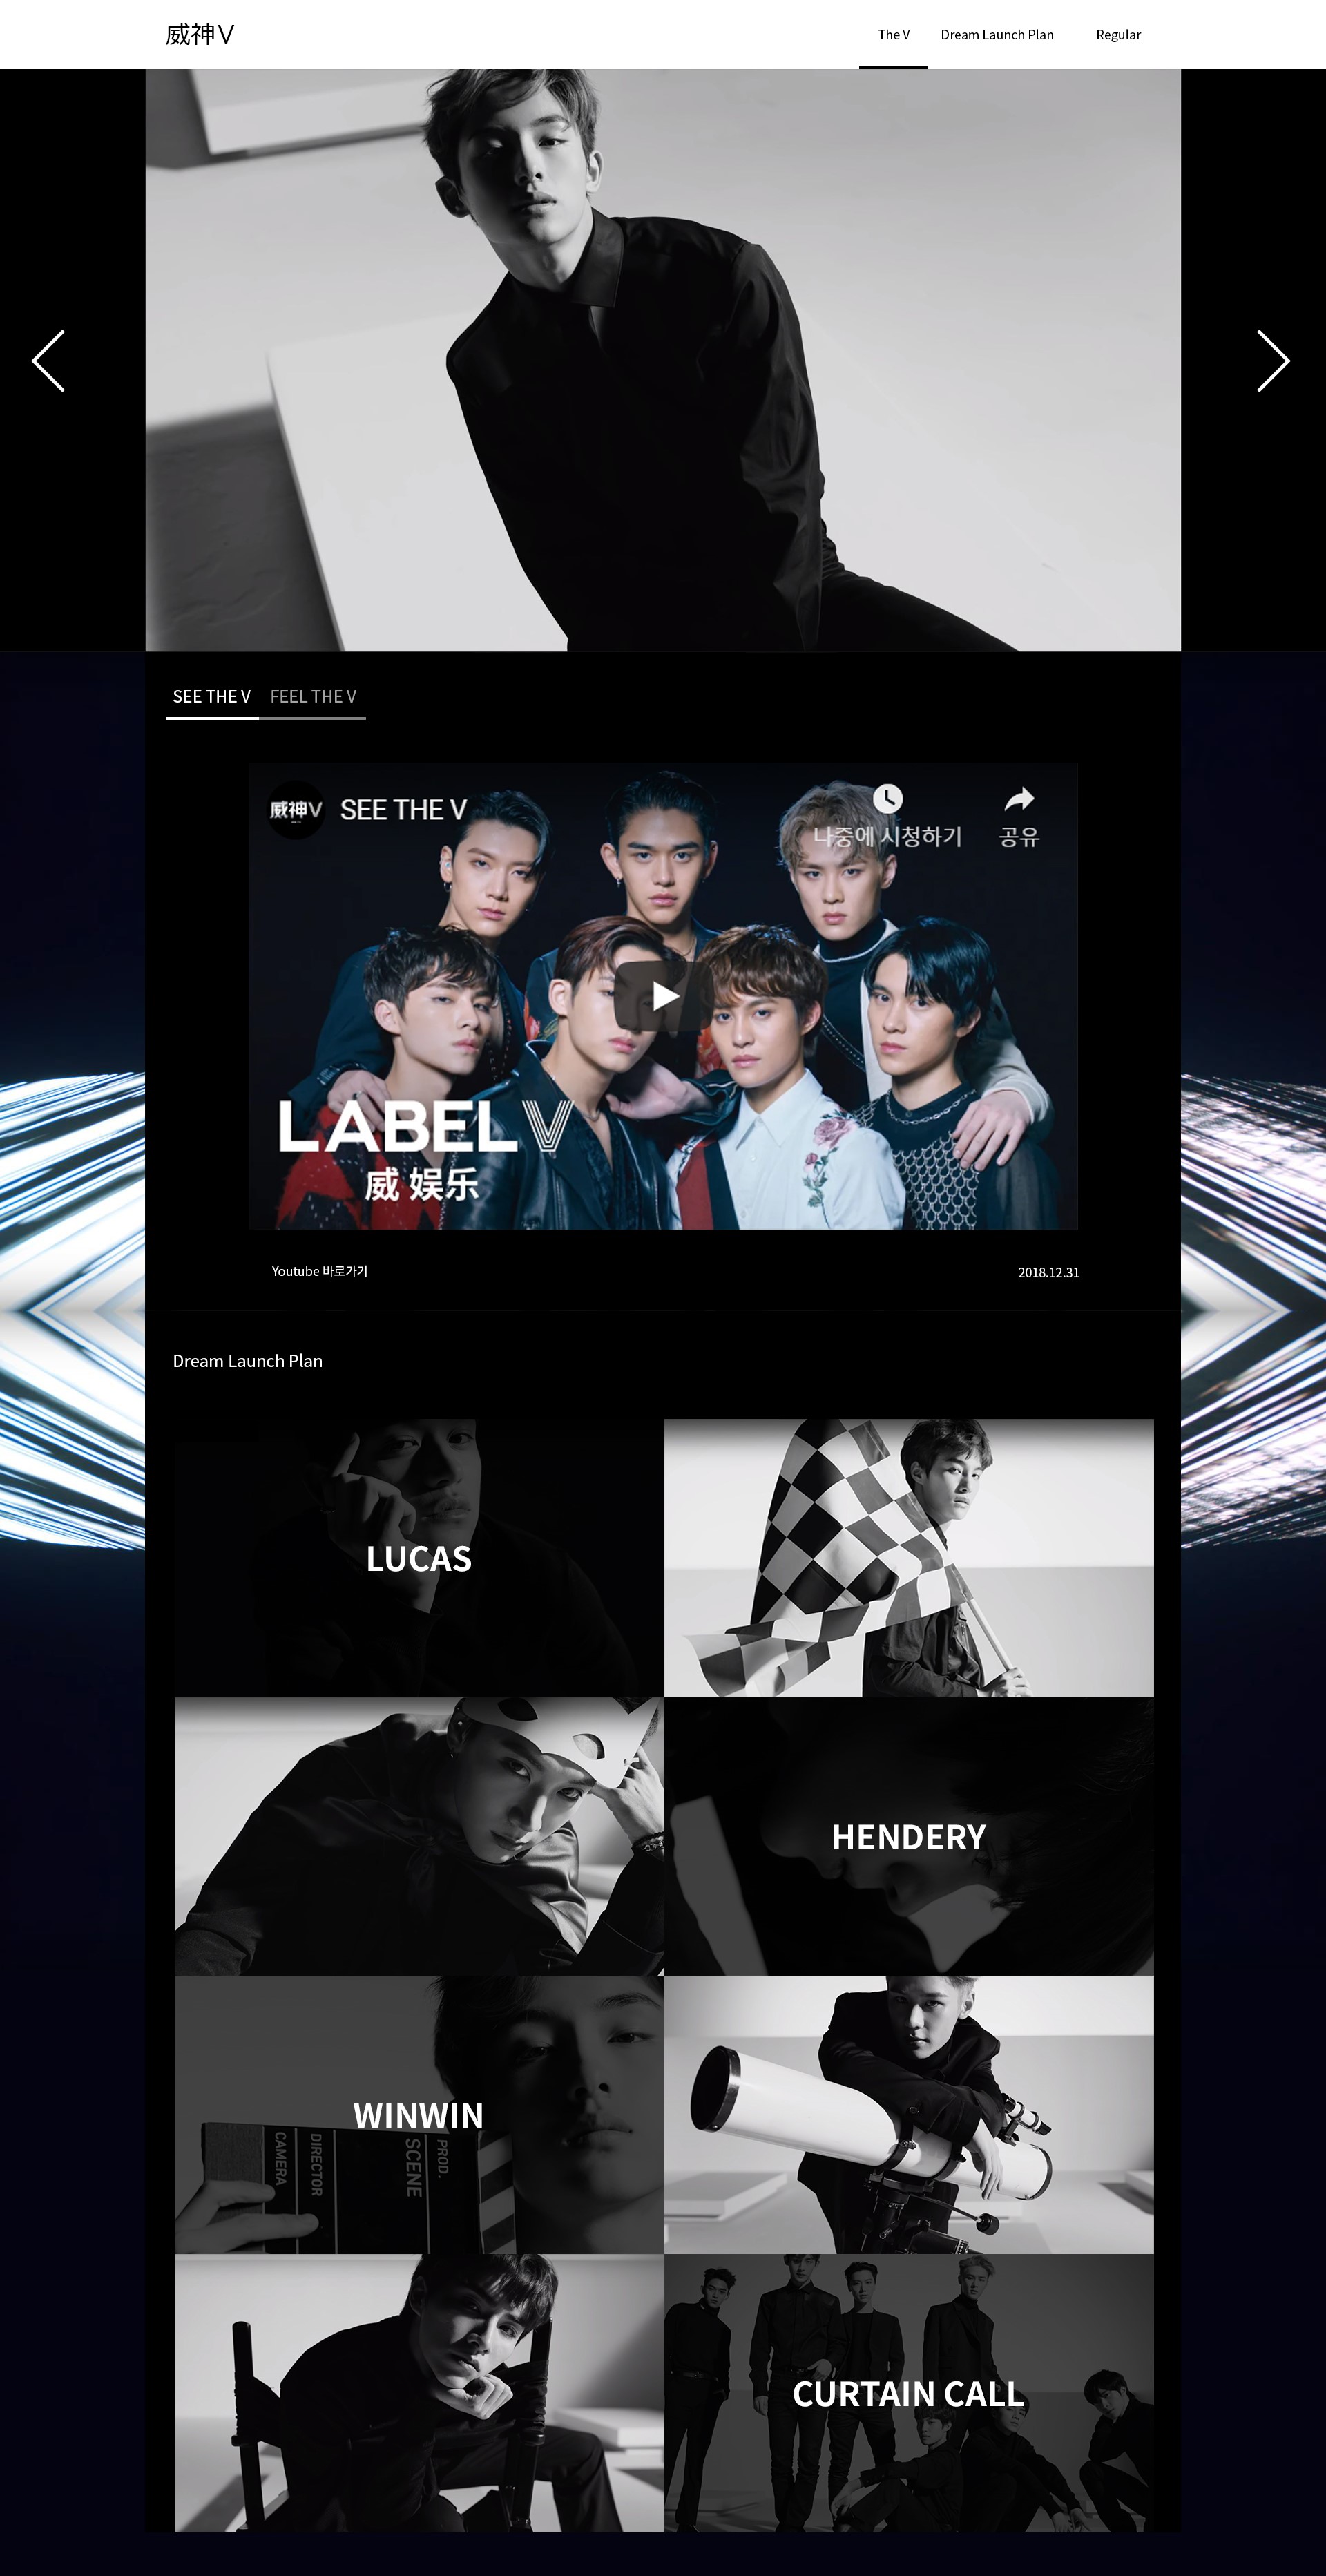 威神V
The V
Dream Launch Plan
Regular
SEE THE V
FEEL THE V
威神V
SEE THE V
나중에 시청하기
공유
LABEL V
威 娱乐
Youtube 바로가기
2018.12.31
Dream Launch Plan
LUCAS
HENDERY
WINWIN
CAMERA
DIRECTOR
SCENE
PROD.
CURTAIN CALL